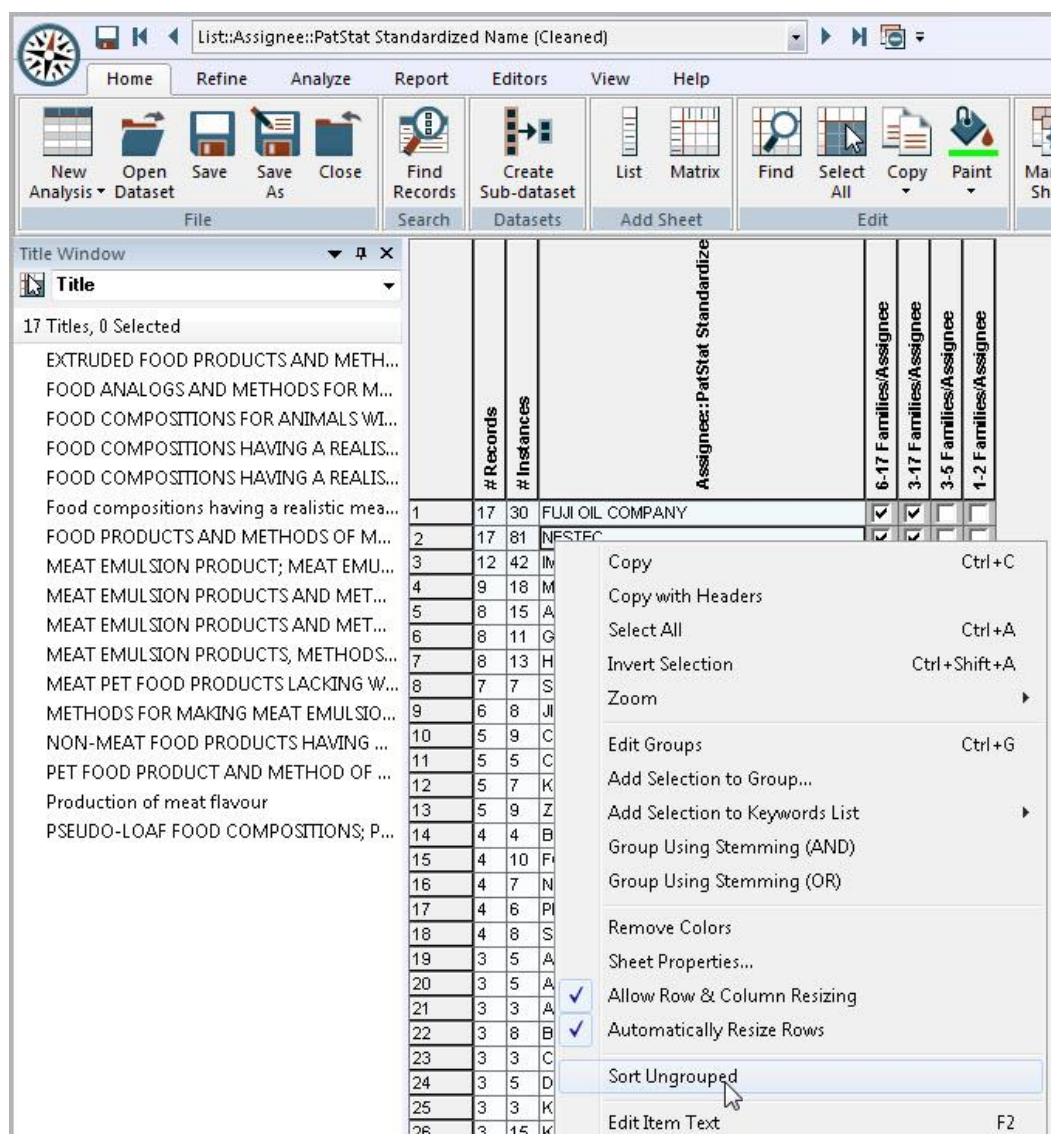 List::Assignee::PatStat Standardized Name (Cleaned)
Home Refine Analyze Report Editors View Help
New Analysis Open Dataset Save Save As Close Find Records Create Sub-dataset List Matrix Find Select All Copy Paint
File Search Datasets Add Sheet Edit
Title Window
Title
17 Titles, 0 Selected
EXTRUDED FOOD PRODUCTS AND METH...
FOOD ANALOGS AND METHODS FOR M...
FOOD COMPOSITIONS FOR ANIMALS WI...
FOOD COMPOSITIONS HAVING A REALIS...
FOOD COMPOSITIONS HAVING A REALIS...
Food compositions having a realistic mea...
FOOD PRODUCTS AND METHODS OF M...
MEAT EMULSION PRODUCT; MEAT EMU...
MEAT EMULSION PRODUCTS AND MET...
MEAT EMULSION PRODUCTS AND MET...
MEAT EMULSION PRODUCTS, METHODS...
MEAT PET FOOD PRODUCTS LACKING W...
METHODS FOR MAKING MEAT EMULSIO...
NON-MEAT FOOD PRODUCTS HAVING ...
PET FOOD PRODUCT AND METHOD OF ...
Production of meat flavour
PSEUDO-LOAF FOOD COMPOSITIONS; P...
# Records
# Instances
Assignee::PatStat Standardize
6-17 Families/Assignee
3-17 Families/Assignee
3-5 Families/Assignee
1-2 Families/Assignee
1 17 30 FUJI OIL COMPANY
2 17 81 NESTEC
3 12 42
4 9 18 M
5 8 15 A
6 8 11 G
7 8 13 H
8 7 7 S
9 6 8 JI
10 5 9 C
11 5 5 C
12 5 7 K
13 5 9 Z
14 4 4 B
15 4 10
16 4 7 N
17 4 6
18 4 8 S
19 3 5 A
20 3 5 A
21 3 3 A
22 3 8 B
23 3 3 C
24 3 5 D
25 3 3 K
26 3 15 K
Copy Ctrl+C
Copy with Headers
Select All Ctrl+A
Invert Selection Ctrl+Shift+A
Zoom
Edit Groups Ctrl+G
Add Selection to Group...
Add Selection to Keywords List
Group Using Stemming (AND)
Group Using Stemming (OR)
Remove Colors
Sheet Properties...
Allow Row & Column Resizing
Automatically Resize Rows
Sort Ungrouped
Edit Item Text F2